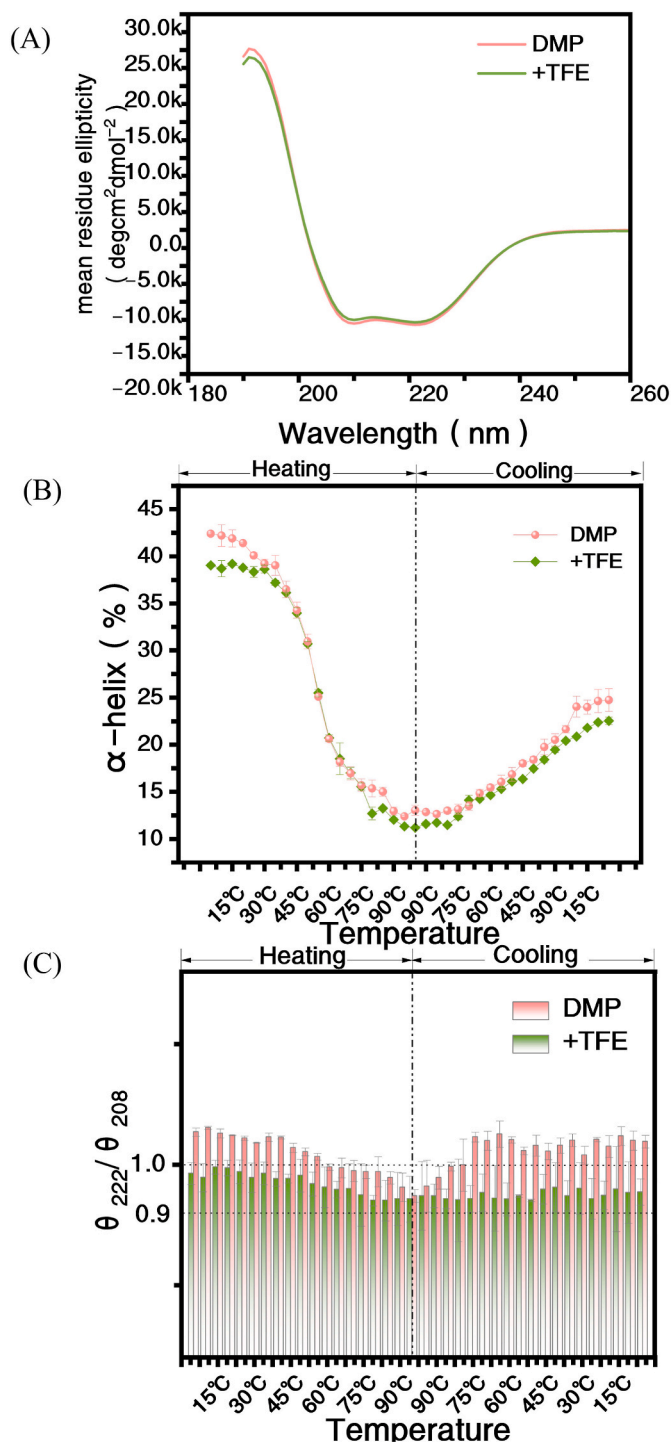 (A)
mean residue ellipticity
( degcm²dmol⁻²)
30.0k
25.0k
20.0k
15.0k
10.0k
5.0k
0.0
−5.0k
−10.0k
−15.0k
−20.0k
DMP
+TFE
180 200 220 240 260
Wavelength ( nm )
(B)
Heating Cooling
α-helix ( % )
45
40
35
30
25
20
15
10
DMP
+TFE
15℃ 30℃ 45℃ 60℃ 75℃ 90℃ 90℃ 75℃ 60℃ 45℃ 30℃ 15℃
Temperature
(C)
Heating Cooling
θ 222/ θ 208
1.0
0.9
DMP
+TFE
15℃ 30℃ 45℃ 60℃ 75℃ 90℃ 90℃ 75℃ 60℃ 45℃ 30℃ 15℃
Temperature